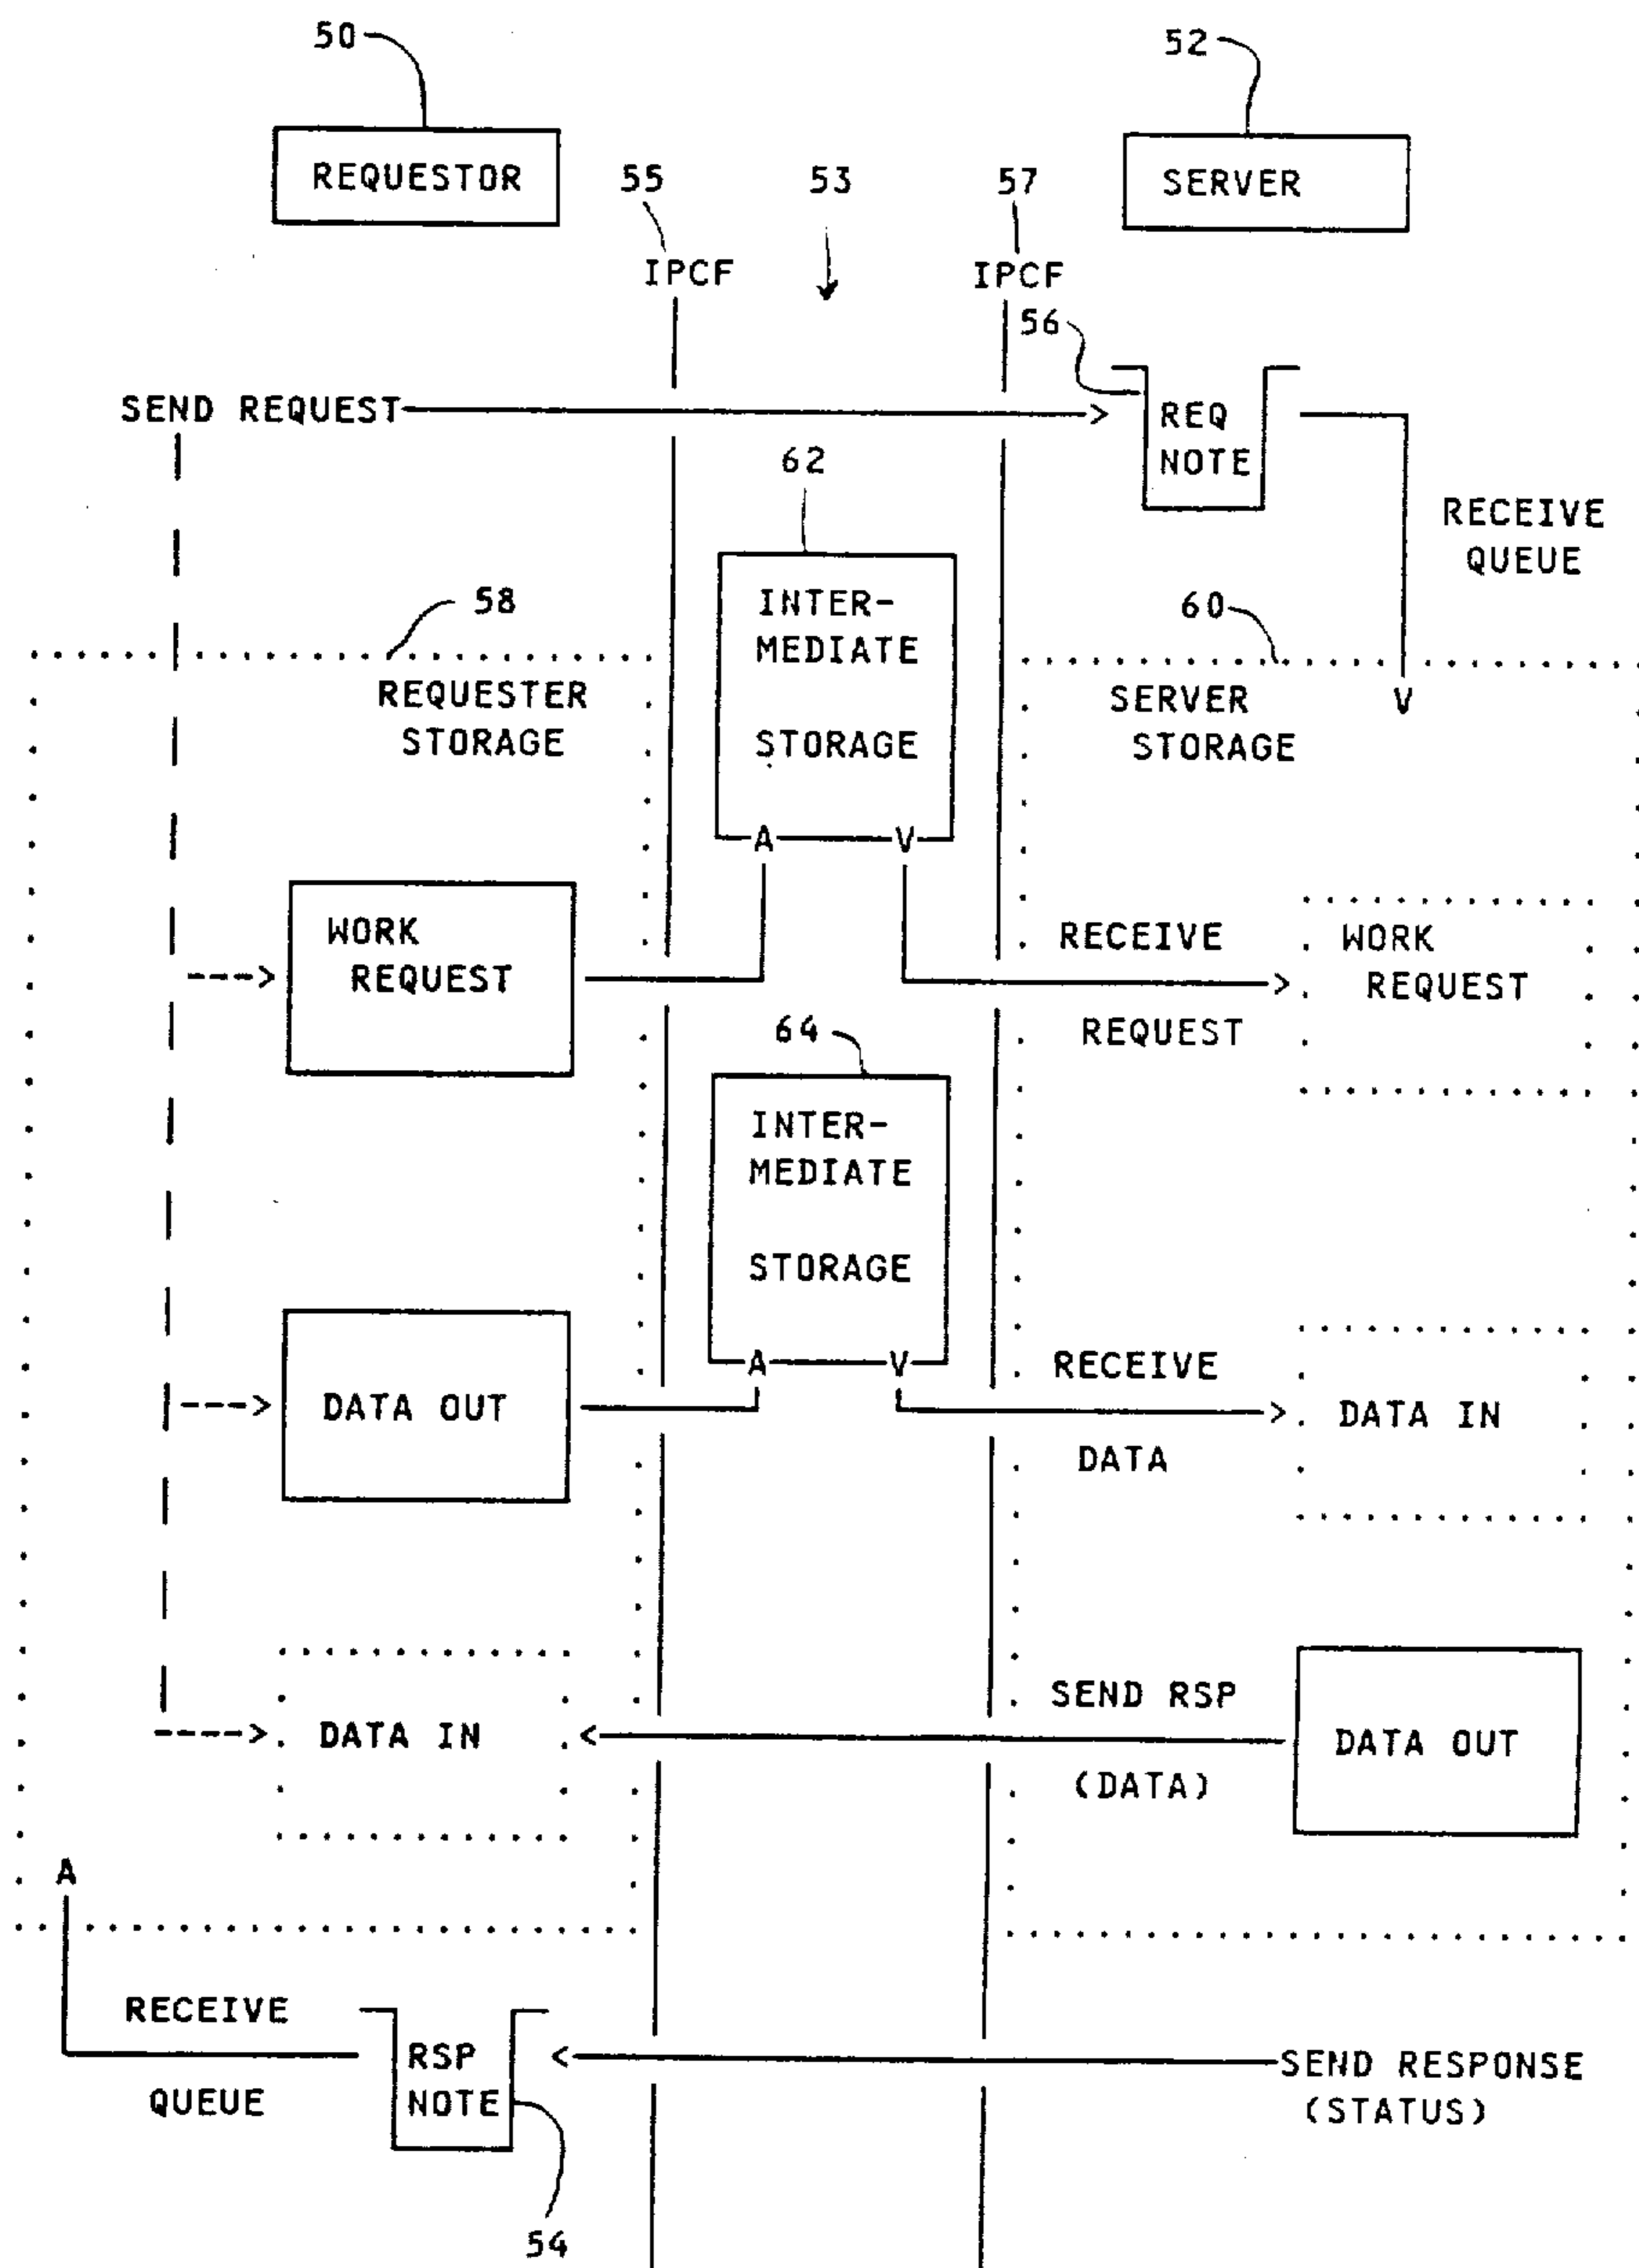 50
52
REQUESTOR
55
53
57
SERVER
IPCF
IPCF
56
SEND REQUEST
REQ
NOTE
62
RECEIVE
QUEUE
58
60
INTER-
MEDIATE
STORAGE
REQUESTER
STORAGE
SERVER
STORAGE
V
A
V
WORK
REQUEST
RECEIVE
REQUEST
WORK
REQUEST
64
INTER-
MEDIATE
STORAGE
A
V
DATA OUT
RECEIVE
DATA
DATA IN
DATA IN
SEND RSP
(DATA)
DATA OUT
A
RECEIVE
QUEUE
RSP
NOTE
SEND RESPONSE
(STATUS)
54